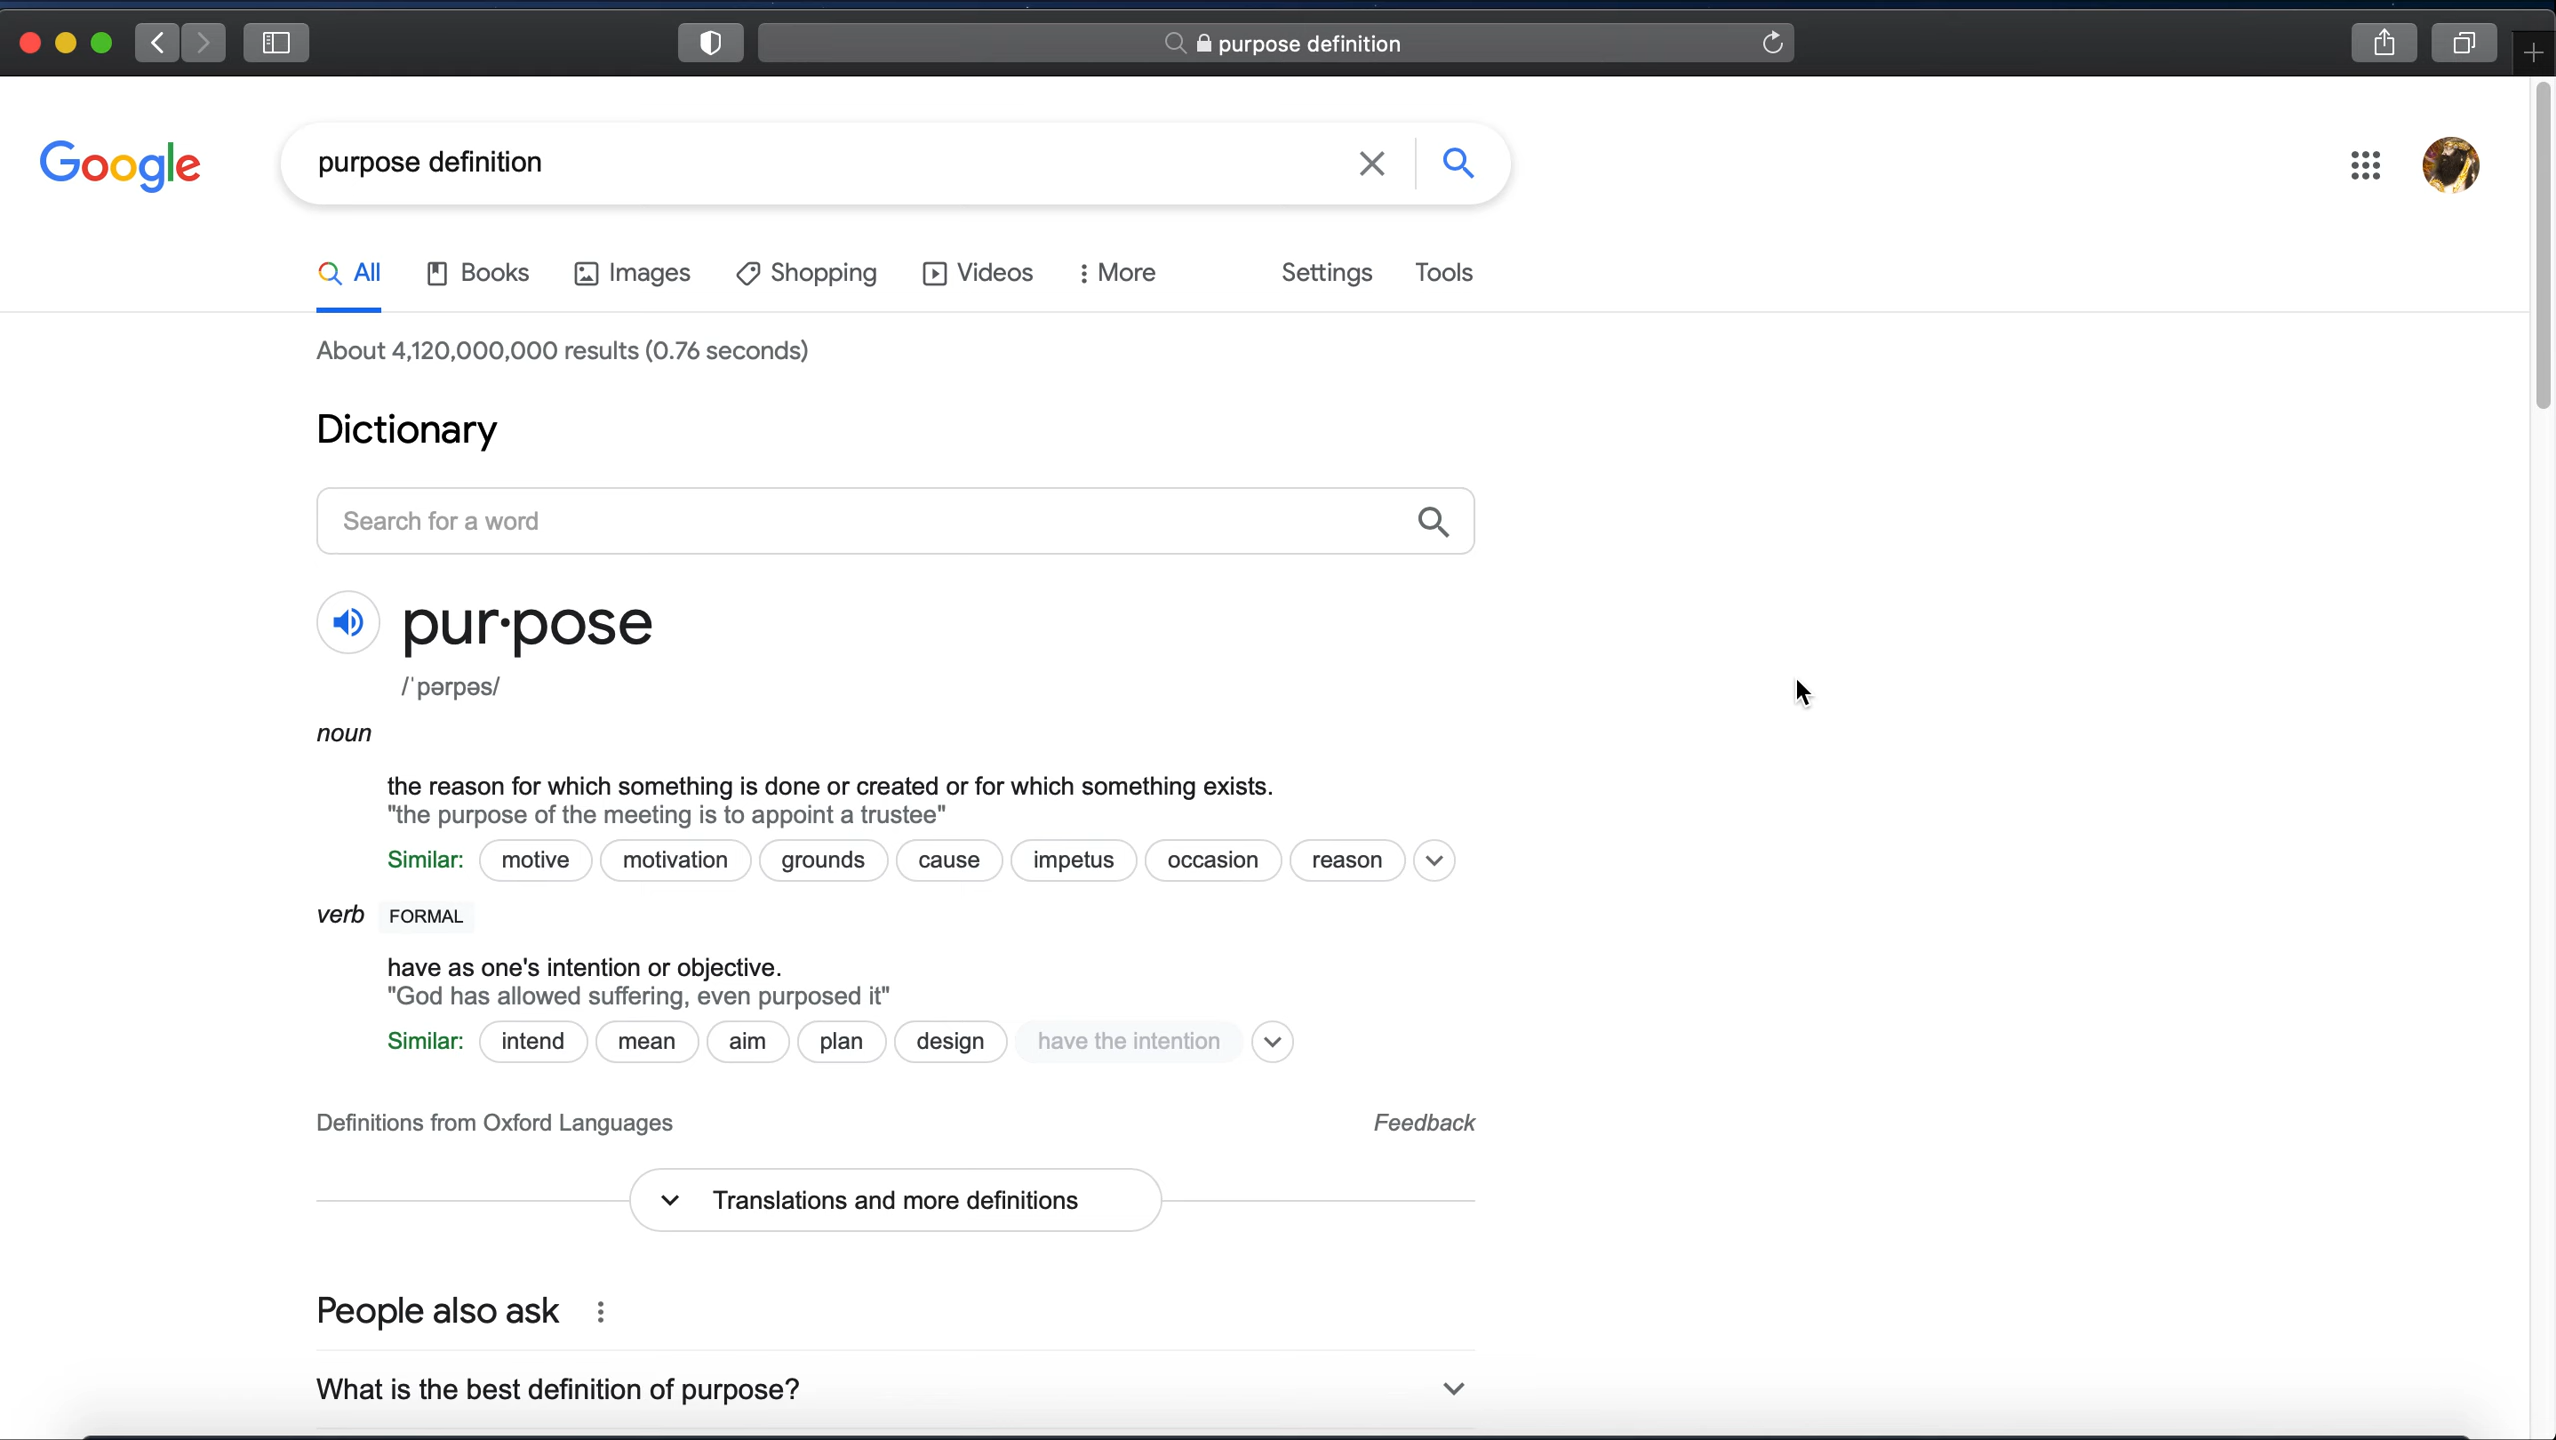 purpose definition
Google
purpose definition
All Books Images Shopping Videos More Settings Tools
About 4,120,000,000 results (0.76 seconds)
Dictionary
Search for a word
pur·pose
/ˈpərpəs/
noun
the reason for which something is done or created or for which something exists.
"the purpose of the meeting is to appoint a trustee"
Similar: motive motivation grounds cause impetus occasion reason
verb FORMAL
have as one's intention or objective.
"God has allowed suffering, even purposed it"
Similar: intend mean aim plan design have the intention
Definitions from Oxford Languages Feedback
Translations and more definitions
People also ask
What is the best definition of purpose?